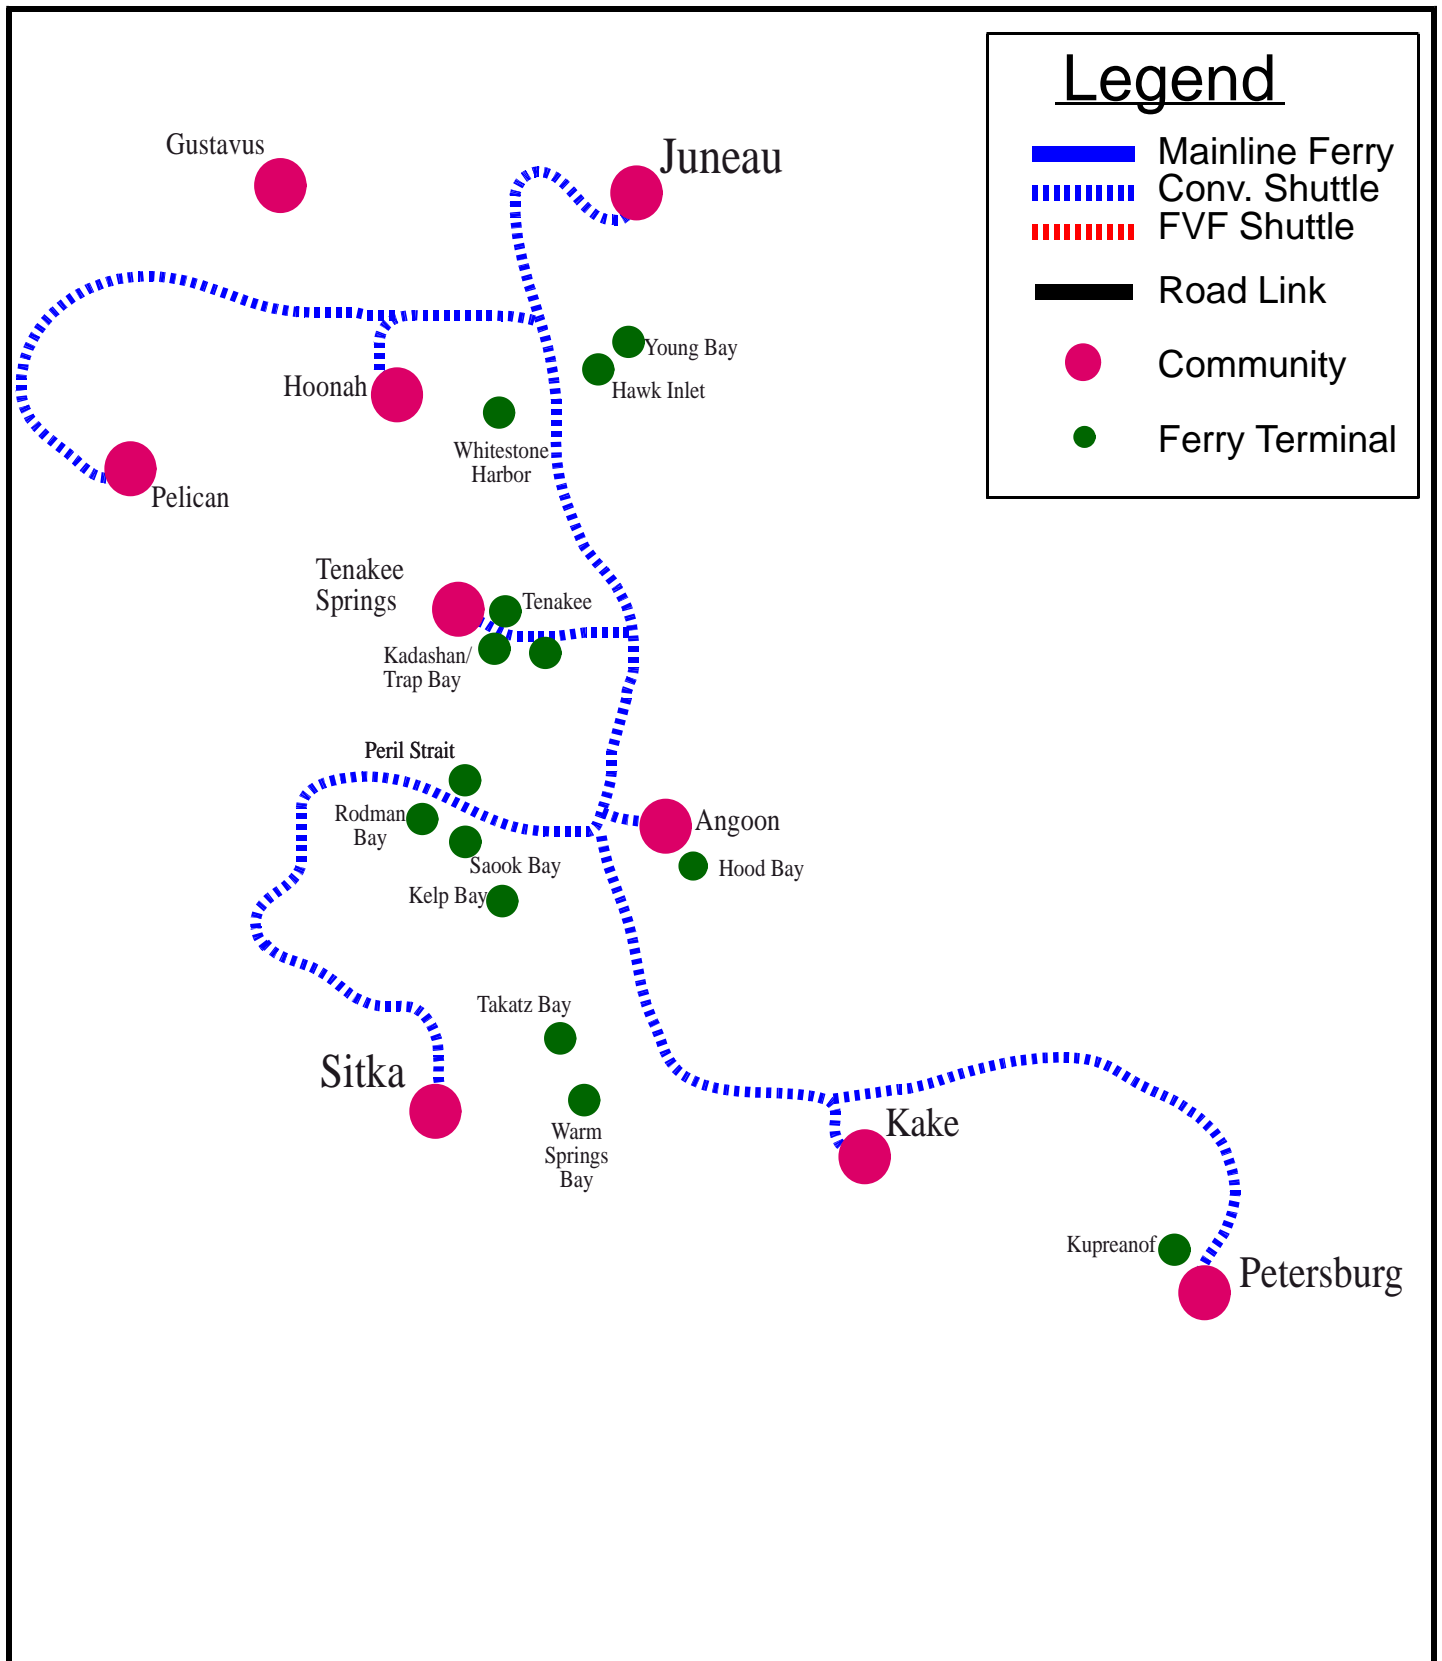 Legend
Mainline Ferry
Conv. Shuttle
FVF Shuttle
Road Link
Community
Ferry Terminal
Gustavus
Juneau
Young Bay
Hawk Inlet
Hoonah
Whitestone
Harbor
Pelican
Tenakee
Springs
Tenakee
Kadashan/
Trap Bay
Peril Strait
Rodman
Bay
Angoon
Saook Bay
Hood Bay
Kelp Bay
Takatz Bay
Sitka
Warm
Springs
Bay
Kake
Kupreanof
Petersburg